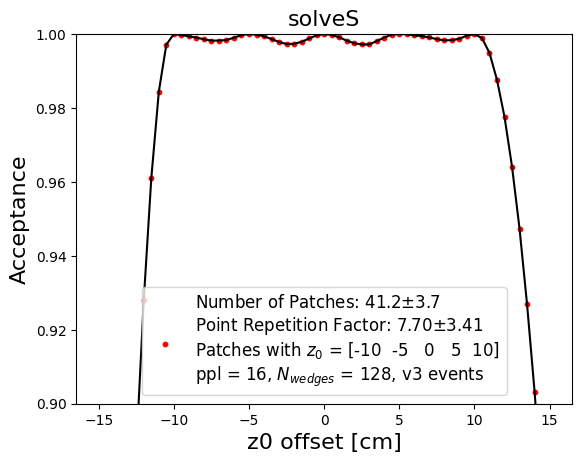 solveS
Acceptance
1.00
0.98
0.96
0.94
0.92
0.90
Number of Patches: 41.2±3.7
Point Repetition Factor: 7.70±3.41
Patches with z₀ = [-10 -5 0 5 10]
ppl = 16, N_wedges = 128, v3 events
−15 −10 −5 0 5 10 15
z0 offset [cm]